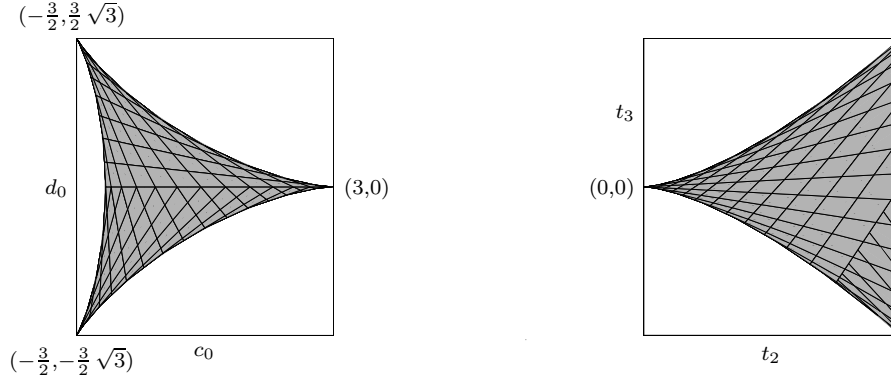 (-3/2, 3/2 √3)
t₃
d₀
(3,0)
(0,0)
(-3/2, -3/2 √3)
c₀
t₂